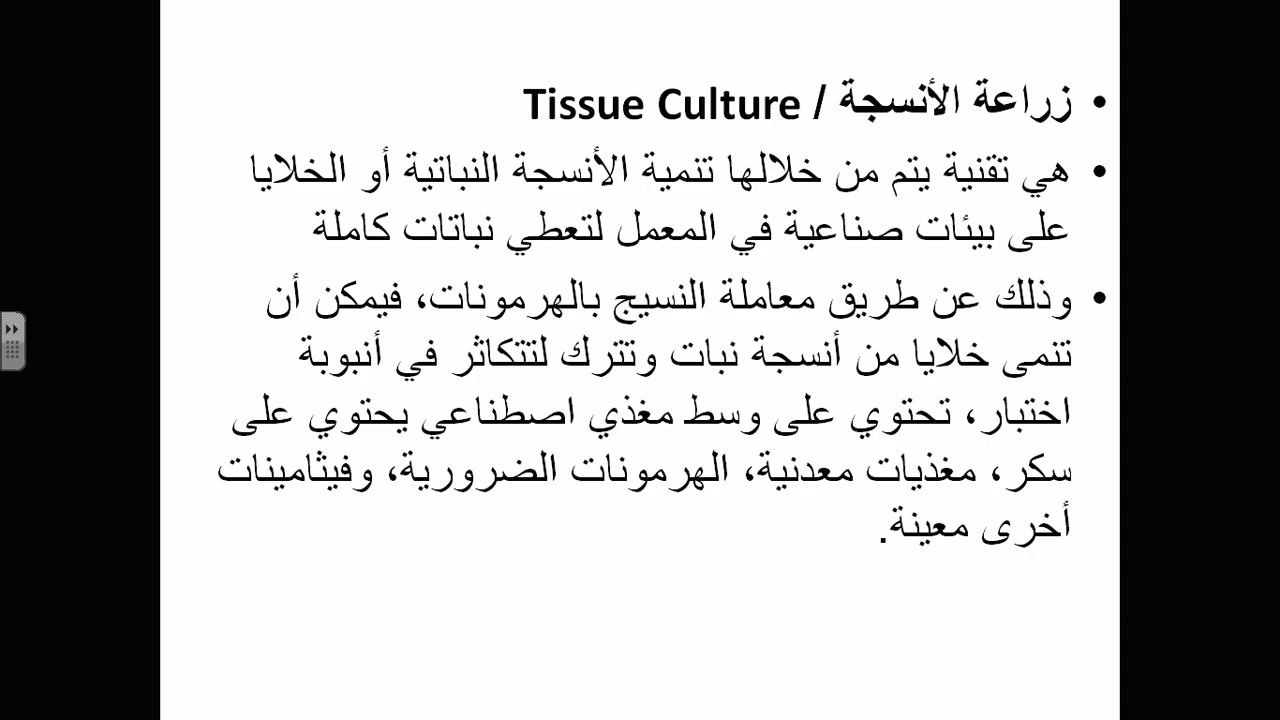 • زراعة الأنسجة / Tissue Culture
• هي تقنية يتم من خلالها تنمية الأنسجة النباتية أو الخلايا
على بيئات صناعية في المعمل لتعطي نباتات كاملة
• وذلك عن طريق معاملة النسيج بالهرمونات، فيمكن أن
تنمى خلايا من أنسجة نبات وتترك لتتكاثر في أنبوبة
اختبار، تحتوي على وسط مغذي اصطناعي يحتوي على
سكر، مغذيات معدنية، الهرمونات الضرورية، وفيثامينات
أخرى معينة.